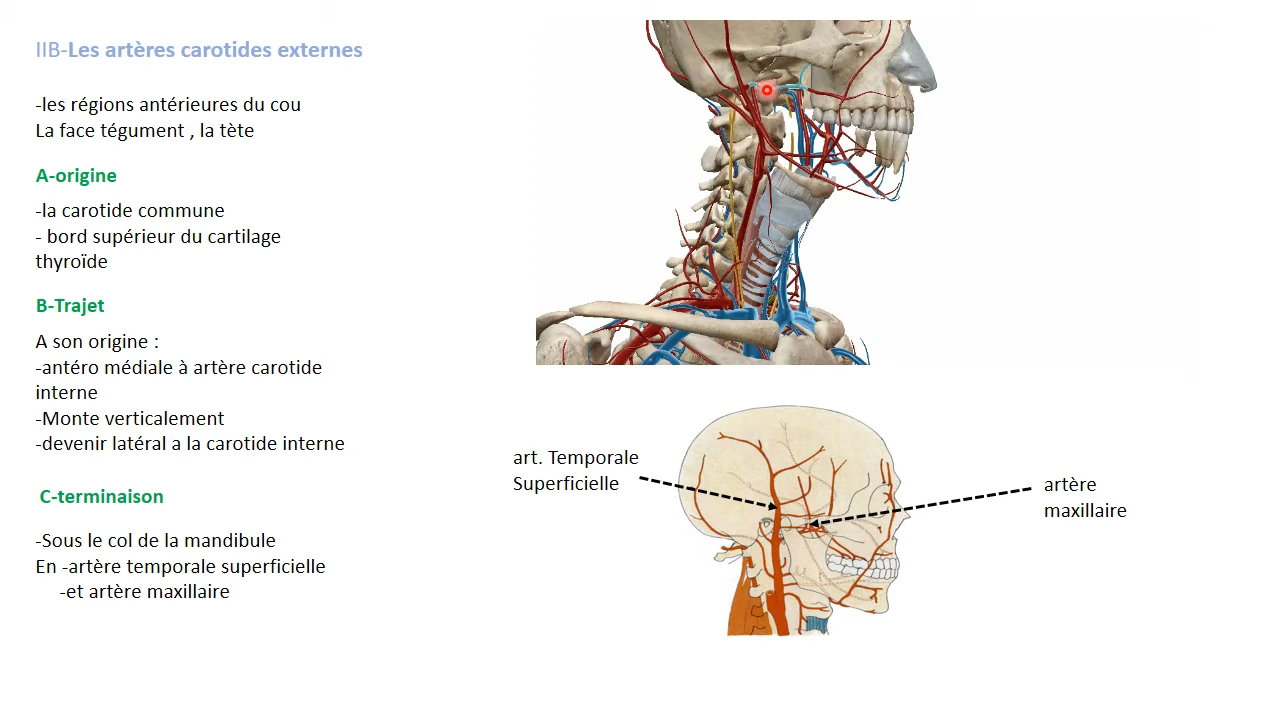 IIB-Les artères carotides externes
-les régions antérieures du cou
La face tégument , la tète
A-origine
-la carotide commune
- bord supérieur du cartilage
thyroïde
B-Trajet
A son origine :
-antéro médiale à artère carotide
interne
-Monte verticalement
-devenir latéral a la carotide interne
C-terminaison
-Sous le col de la mandibule
En -artère temporale superficielle
-et artère maxillaire
art. Temporale
Superficielle
artère
maxillaire